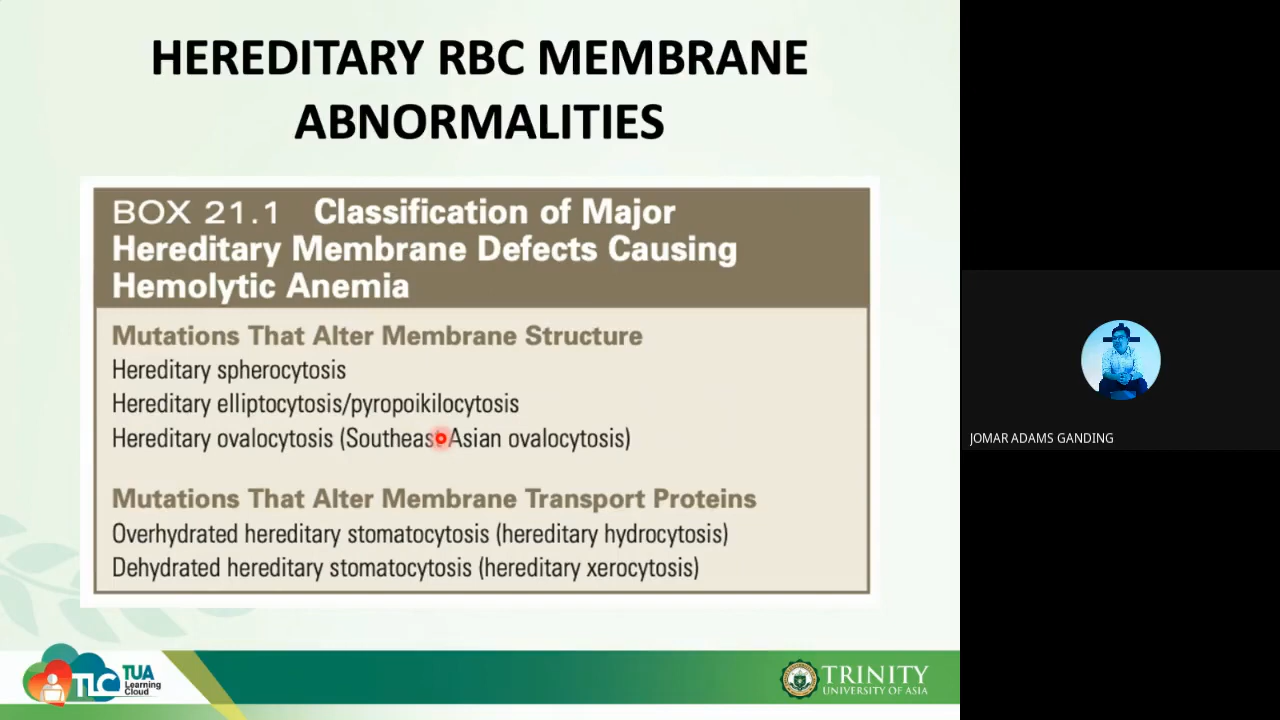 HEREDITARY RBC MEMBRANE
ABNORMALITIES
BOX 21.1 Classification of Major
Hereditary Membrane Defects Causing
Hemolytic Anemia
Mutations That Alter Membrane Structure
Hereditary spherocytosis
Hereditary elliptocytosis/pyropoikilocytosis
Hereditary ovalocytosis (Southeast Asian ovalocytosis)
Mutations That Alter Membrane Transport Proteins
Overhydrated hereditary stomatocytosis (hereditary hydrocytosis)
Dehydrated hereditary stomatocytosis (hereditary xerocytosis)
JOMAR ADAMS GANDING
TLC TUA
Learning
Cloud
TRINITY
UNIVERSITY OF ASIA